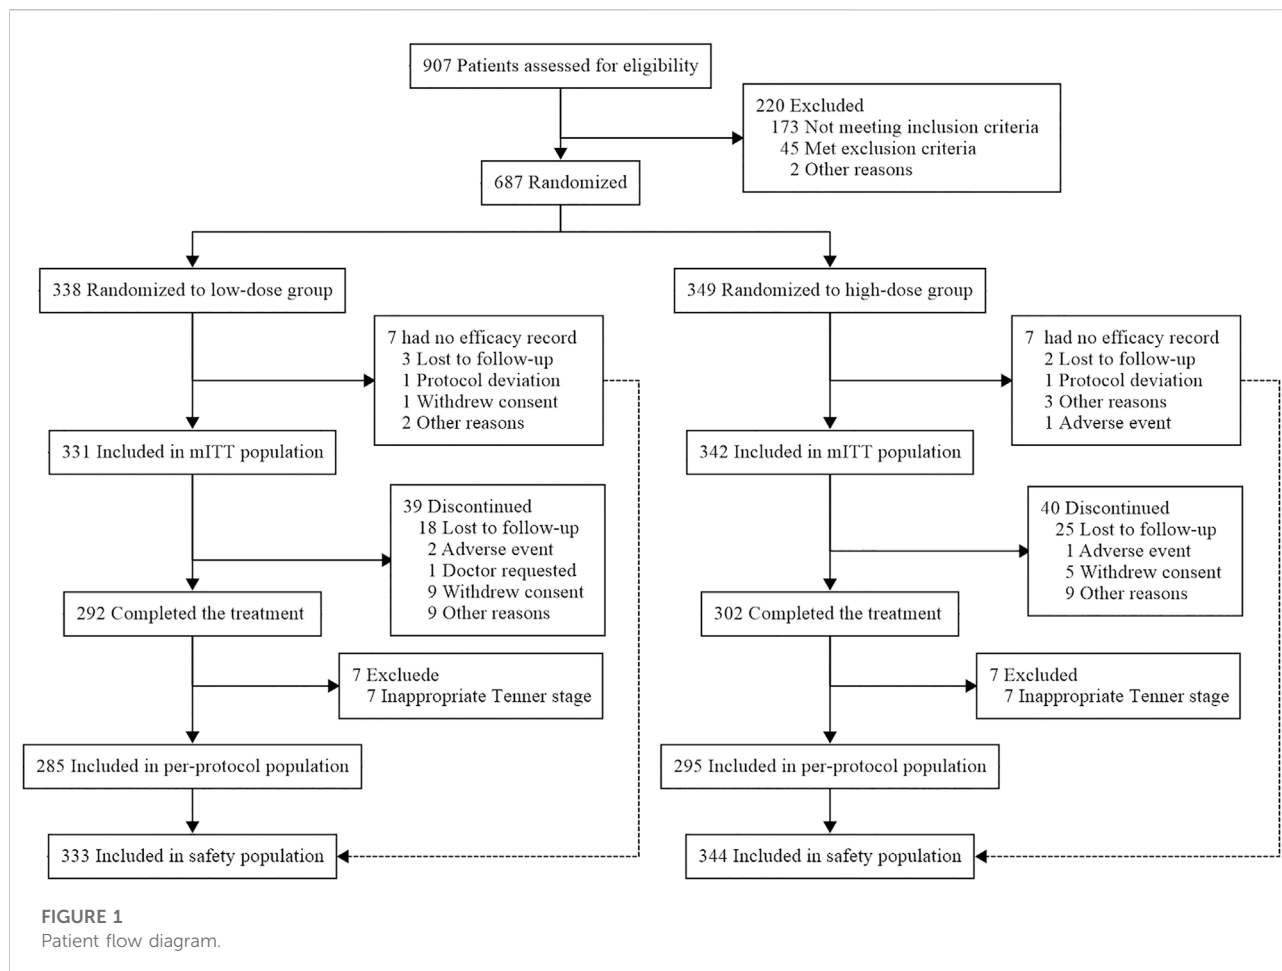 907 Patients assessed for eligibility
220 Excluded
173 Not meeting inclusion criteria
45 Met exclusion criteria
2 Other reasons
687 Randomized
338 Randomized to low-dose group
349 Randomized to high-dose group
7 had no efficacy record
3 Lost to follow-up
1 Protocol deviation
1 Withdrew consent
2 Other reasons
7 had no efficacy record
2 Lost to follow-up
1 Protocol deviation
3 Other reasons
1 Adverse event
331 Included in mITT population
342 Included in mITT population
39 Discontinued
18 Lost to follow-up
2 Adverse event
1 Doctor requested
9 Withdrew consent
9 Other reasons
40 Discontinued
25 Lost to follow-up
1 Adverse event
5 Withdrew consent
9 Other reasons
292 Completed the treatment
302 Completed the treatment
7 Excluede
7 Inappropriate Tenner stage
7 Excluded
7 Inappropriate Tenner stage
285 Included in per-protocol population
295 Included in per-protocol population
333 Included in safety population
344 Included in safety population
FIGURE 1
Patient flow diagram.